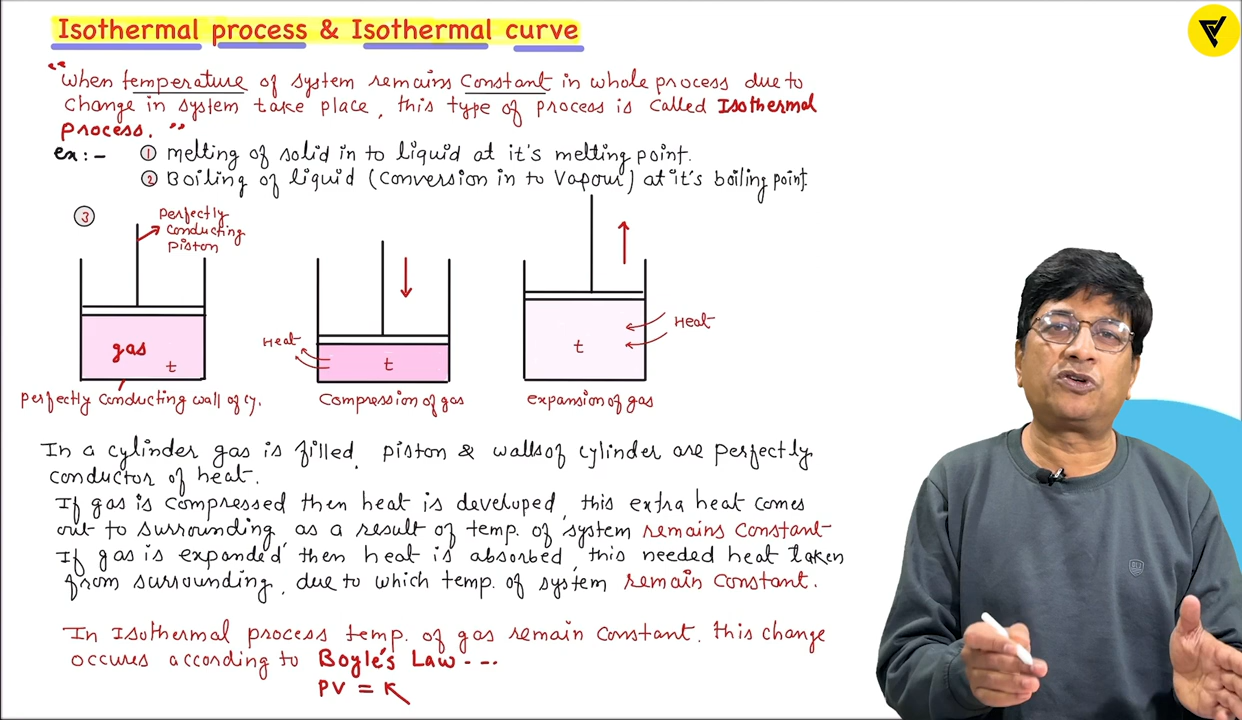 Isothermal process & Isothermal curve
"When temperature of system remains Constant in whole process due to
Change in system take place, this type of process is called Isothermal
process."
ex:- ① melting of solid in to liquid at it's melting point.
② Boiling of liquid (Conversion in to Vapour) at it's boiling point.
③
perfectly
conducting
piston
gas
t
perfectly conducting wall of cy.
Heat
t
Compression of gas
Heat
t
expansion of gas
In a cylinder gas is filled, piston & walls of cylinder are perfectly
conductor of heat.
If gas is compressed then heat is developed, this extra heat comes
out to surrounding, as a result of temp. of system remains Constant
If gas is expanded then heat is absorbed, this needed heat taken
from surrounding, due to which temp. of system remain Constant.
In Isothermal process temp. of gas remain Constant. this change
occures according to Boyle's Law ---
PV = K